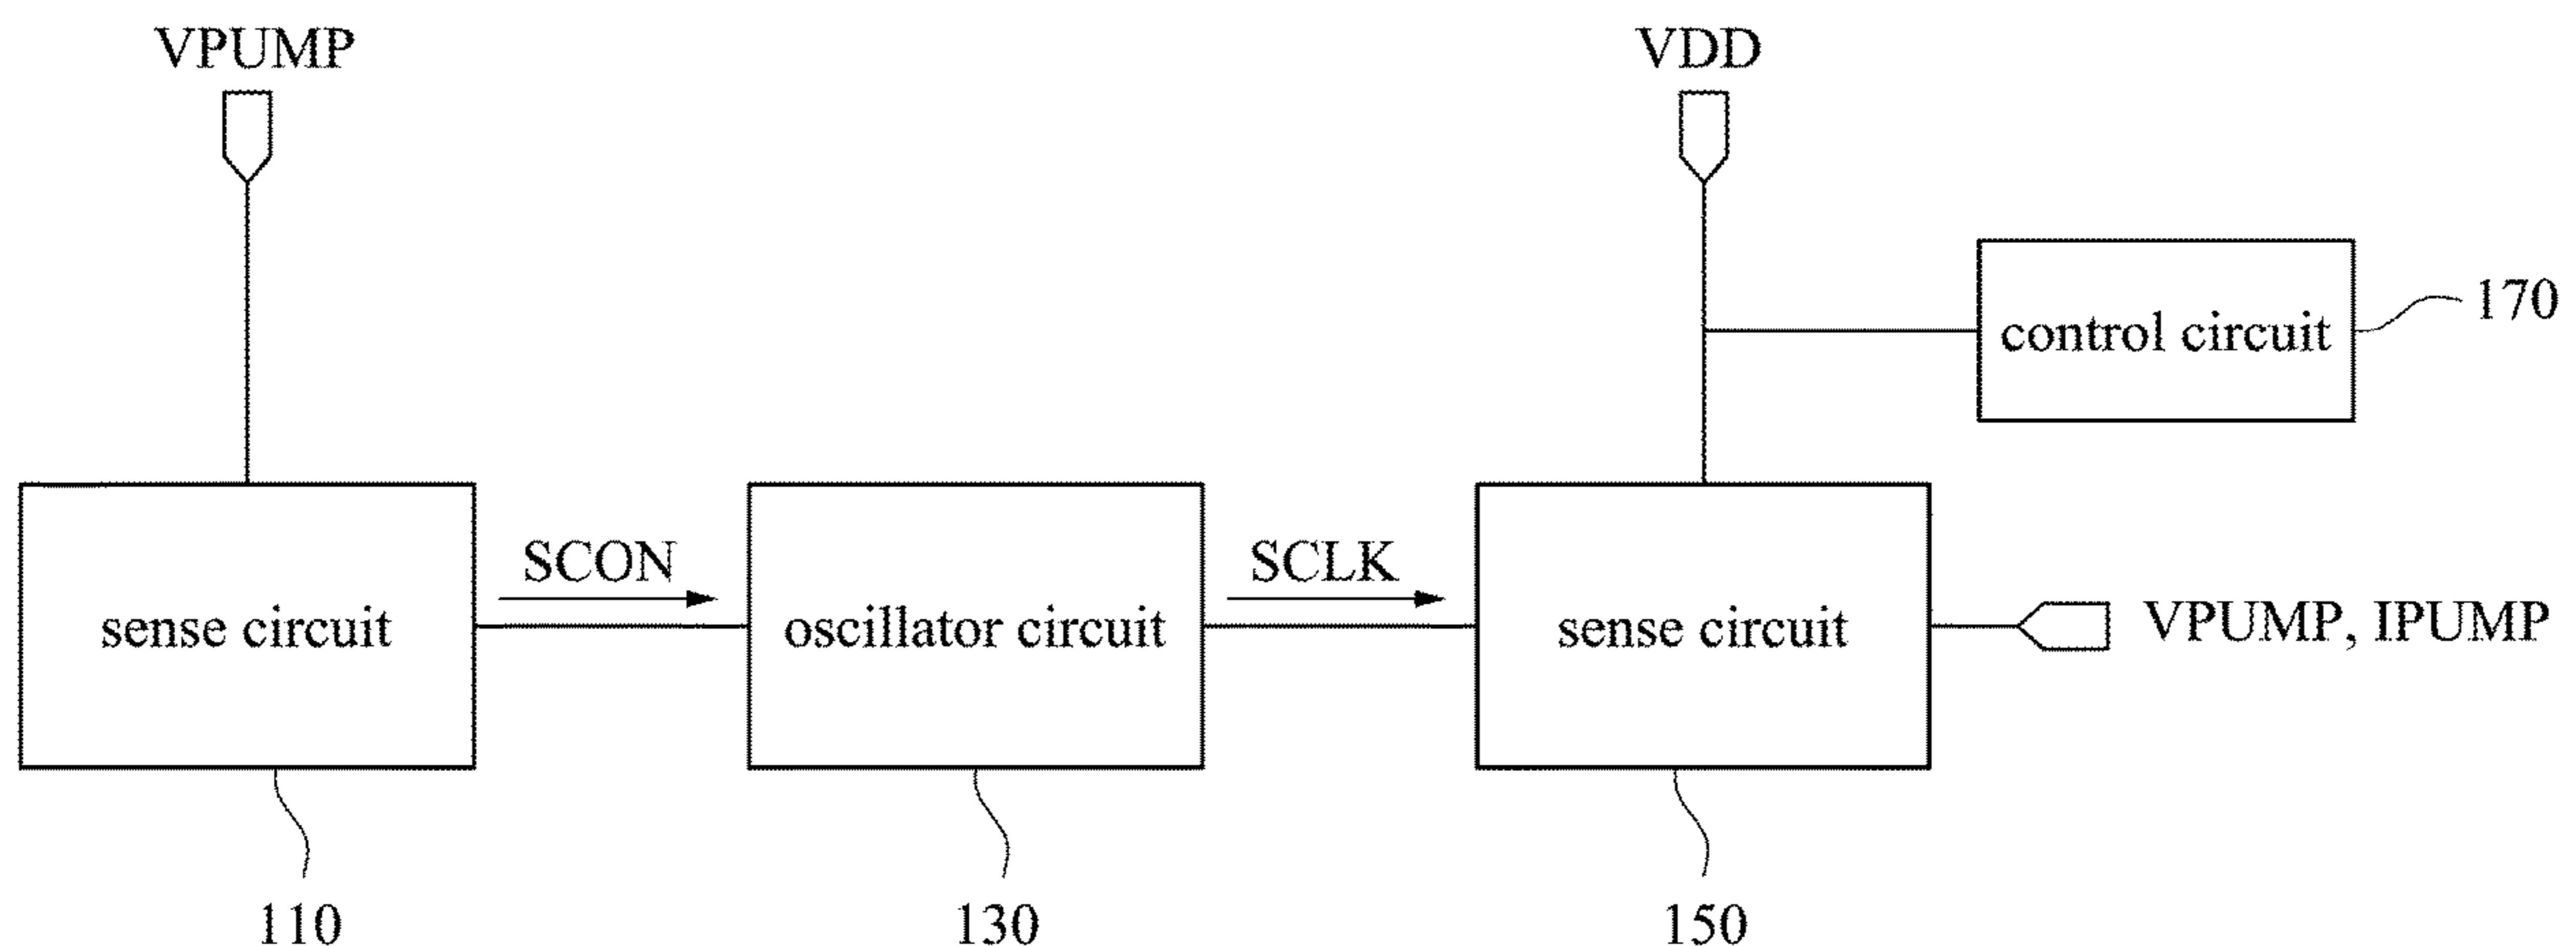 VPUMP
VDD
control circuit
170
SCON
SCLK
sense circuit
oscillator circuit
sense circuit
VPUMP, IPUMP
110
130
150